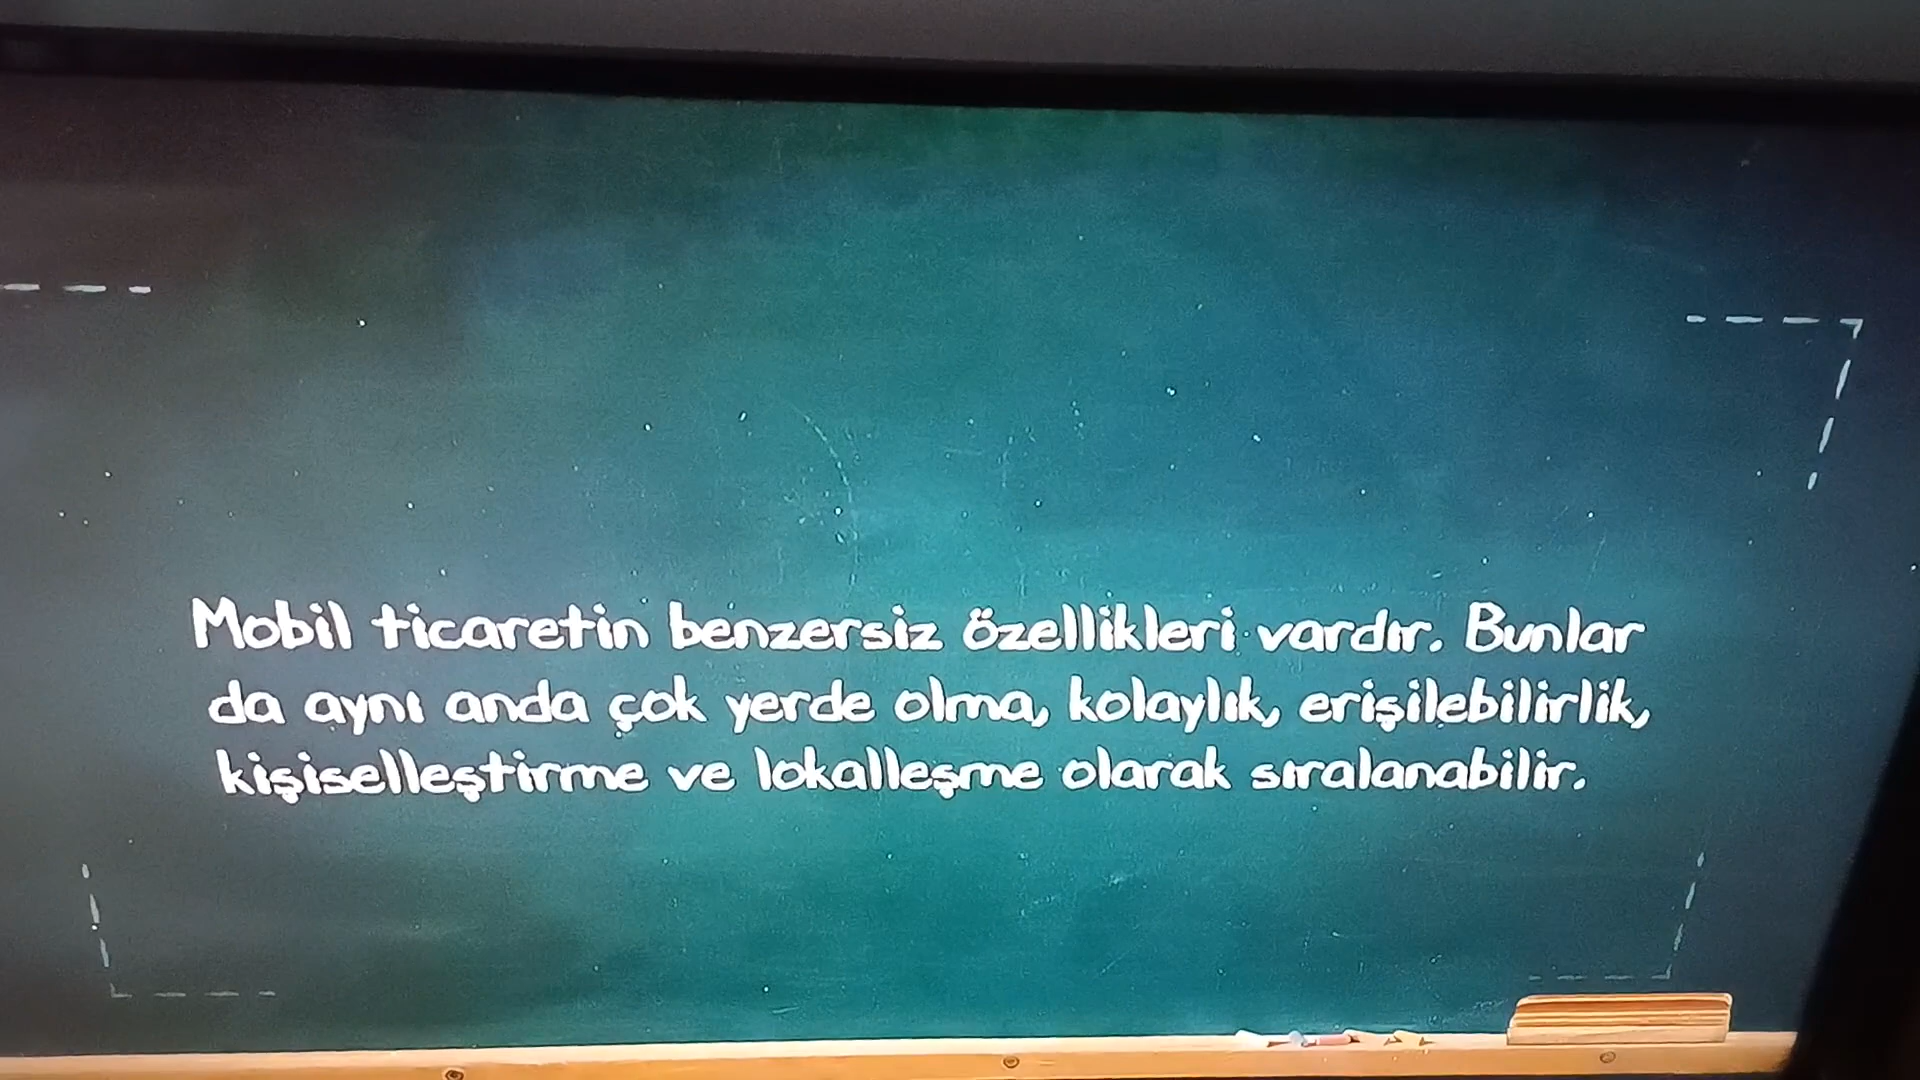 Mobil ticaretin benzersiz özellikleri vardır. Bunlar
da aynı anda çok yerde olma, kolaylık, erişilebilirlik,
kişiselleştirme ve lokalleşme olarak sıralanabilir.